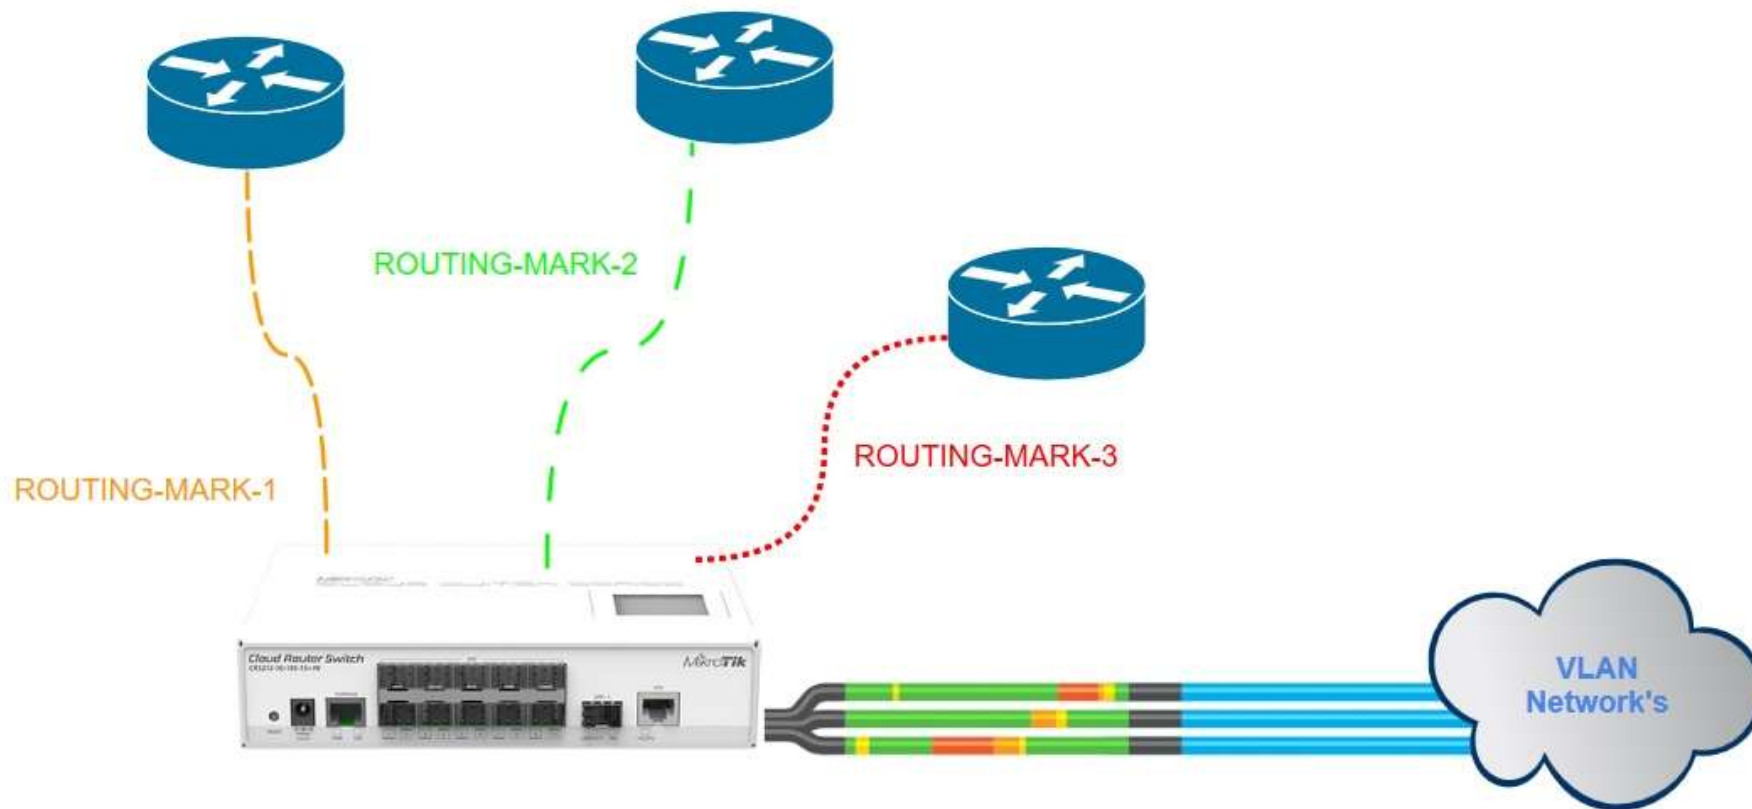 ROUTING-MARK-2
ROUTING-MARK-3
ROUTING-MARK-1
Cloud Router Switch
MikroTik
VLAN
Network's